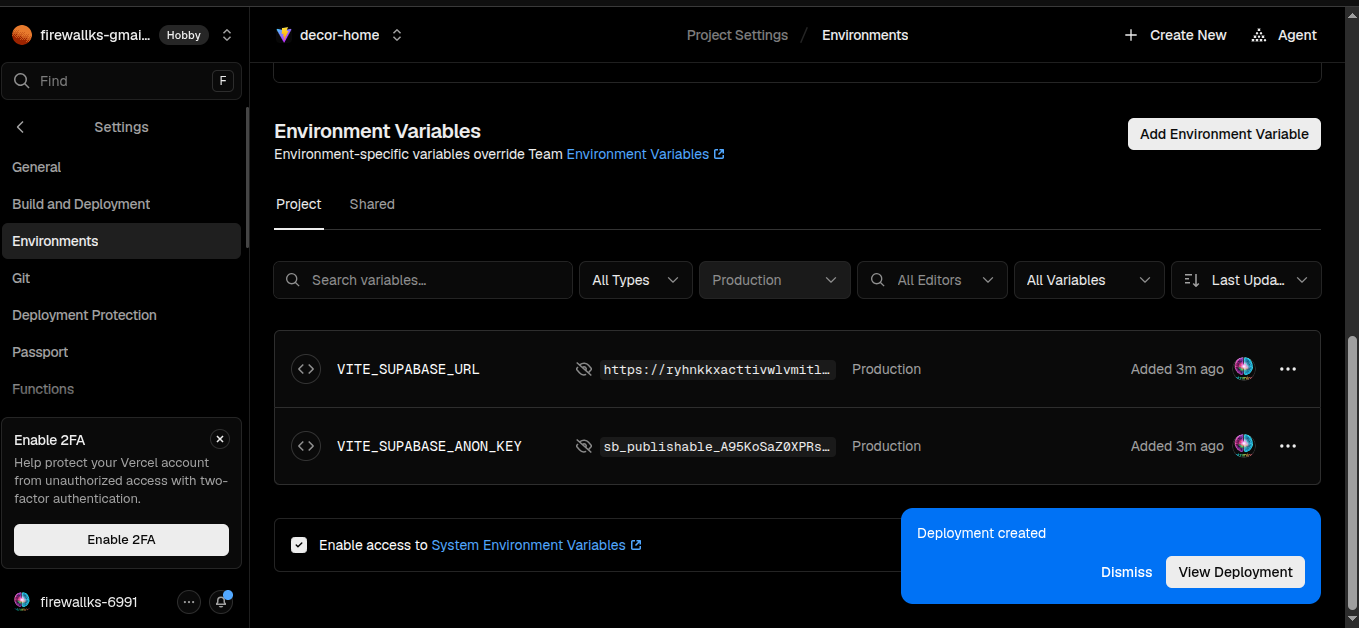 firewallks-gmai... Hobby
decor-home
Project Settings / Environments
Create New
Agent
Find F
Settings
General
Build and Deployment
Environments
Git
Deployment Protection
Passport
Functions
Enable 2FA
Help protect your Vercel account
from unauthorized access with two-
factor authentication.
Enable 2FA
firewallks-6991
Environment Variables
Environment-specific variables override Team Environment Variables
Add Environment Variable
Project Shared
Search variables...
All Types
Production
All Editors
All Variables
Last Upda...
VITE_SUPABASE_URL https://ryhnkkxacttivwlvmitl… Production Added 3m ago
VITE_SUPABASE_ANON_KEY sb_publishable_A95KoSaZ0XPRs… Production Added 3m ago
Enable access to System Environment Variables
Deployment created
Dismiss View Deployment